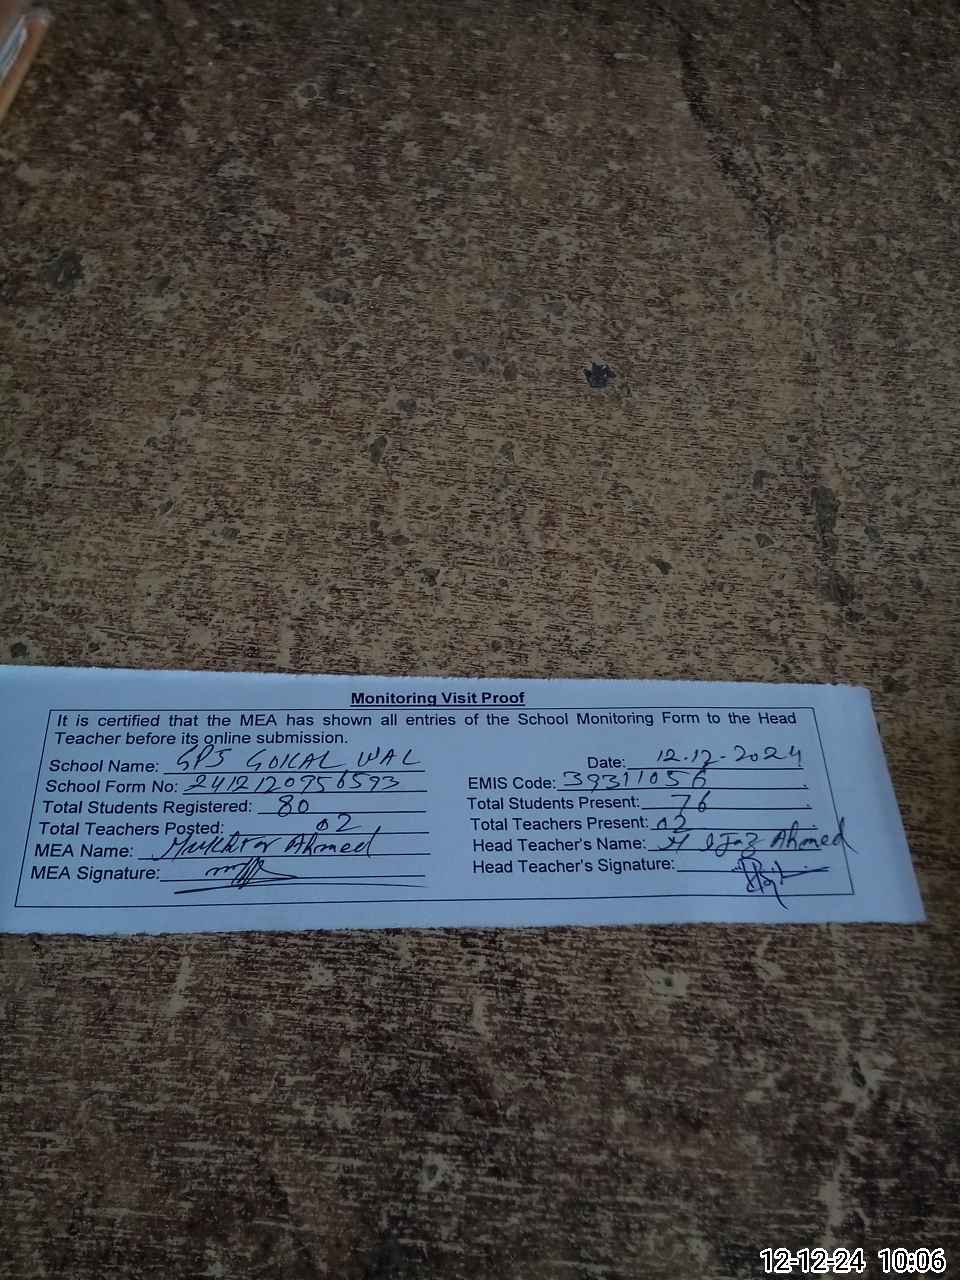 Monitoring Visit Proof
It is certified that the MEA has shown all entries of the School Monitoring Form to the Head
Teacher before its online submission.
School Name: GPS GOKAL WAL
Date: 12.12.2024
School Form No: 2412120956593
EMIS Code: 39311056
Total Students Registered: 80
Total Students Present: 76
Total Teachers Posted: 02
Total Teachers Present: 02
MEA Name: Mukhtar Ahmed
Head Teacher's Name: M Ijaz Ahmed
MEA Signature:
Head Teacher's Signature:
12-12-24 10:06